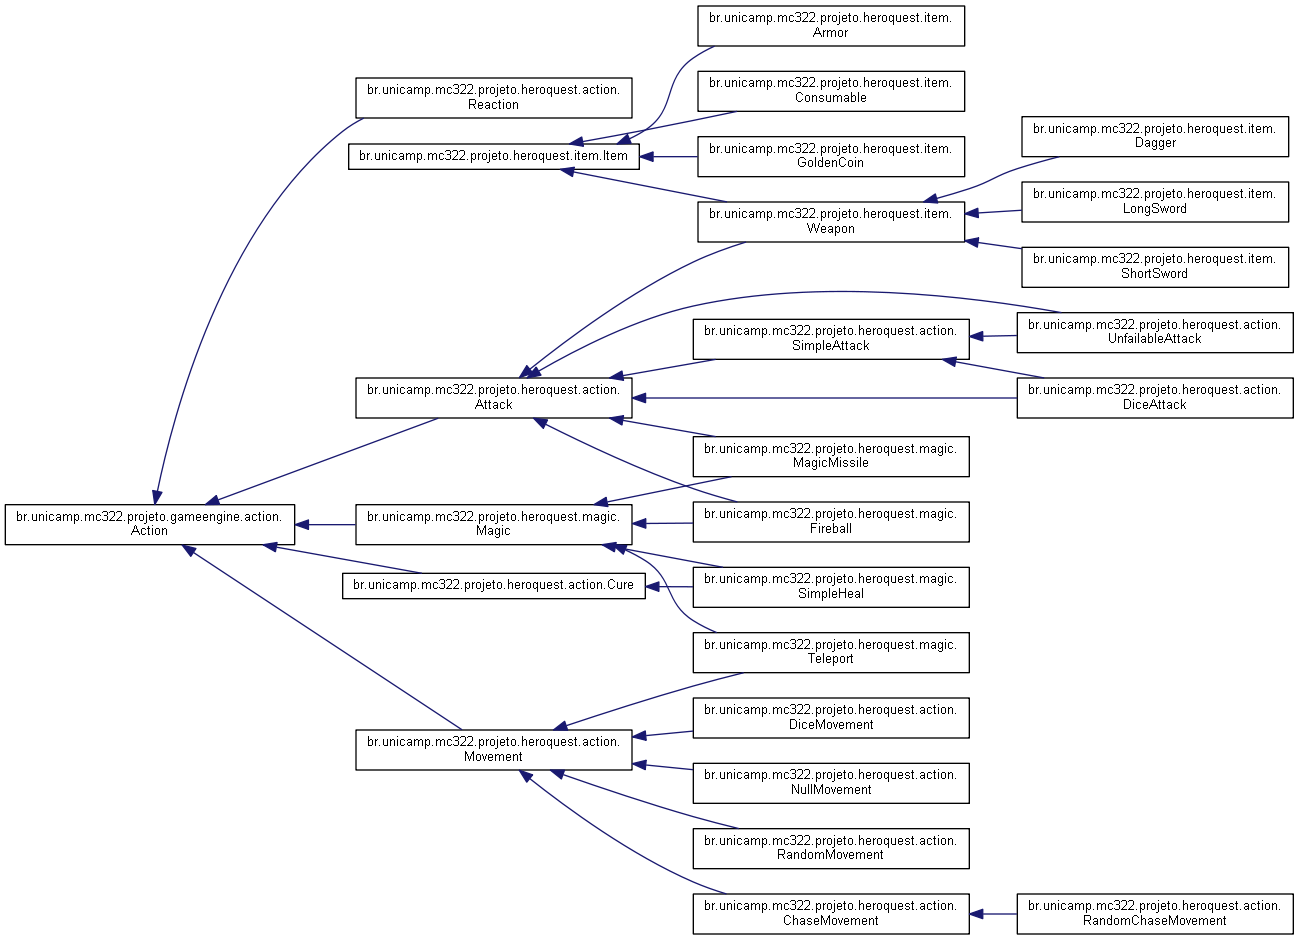 br.unicamp.mc322.projeto.heroquest.item.
Armor
br.unicamp.mc322.projeto.heroquest.action.
Reaction
br.unicamp.mc322.projeto.heroquest.item.
Consumable
br.unicamp.mc322.projeto.heroquest.item.Item
br.unicamp.mc322.projeto.heroquest.item.
GoldenCoin
br.unicamp.mc322.projeto.heroquest.item.
Dagger
br.unicamp.mc322.projeto.heroquest.item.
Weapon
br.unicamp.mc322.projeto.heroquest.item.
LongSword
br.unicamp.mc322.projeto.heroquest.item.
ShortSword
br.unicamp.mc322.projeto.heroquest.action.
SimpleAttack
br.unicamp.mc322.projeto.heroquest.action.
UnfailableAttack
br.unicamp.mc322.projeto.heroquest.action.
Attack
br.unicamp.mc322.projeto.heroquest.action.
DiceAttack
br.unicamp.mc322.projeto.heroquest.magic.
MagicMissile
br.unicamp.mc322.projeto.gameengine.action.
Action
br.unicamp.mc322.projeto.heroquest.magic.
Magic
br.unicamp.mc322.projeto.heroquest.magic.
Fireball
br.unicamp.mc322.projeto.heroquest.action.Cure
br.unicamp.mc322.projeto.heroquest.magic.
SimpleHeal
br.unicamp.mc322.projeto.heroquest.magic.
Teleport
br.unicamp.mc322.projeto.heroquest.action.
DiceMovement
br.unicamp.mc322.projeto.heroquest.action.
Movement
br.unicamp.mc322.projeto.heroquest.action.
NullMovement
br.unicamp.mc322.projeto.heroquest.action.
RandomMovement
br.unicamp.mc322.projeto.heroquest.action.
ChaseMovement
br.unicamp.mc322.projeto.heroquest.action.
RandomChaseMovement